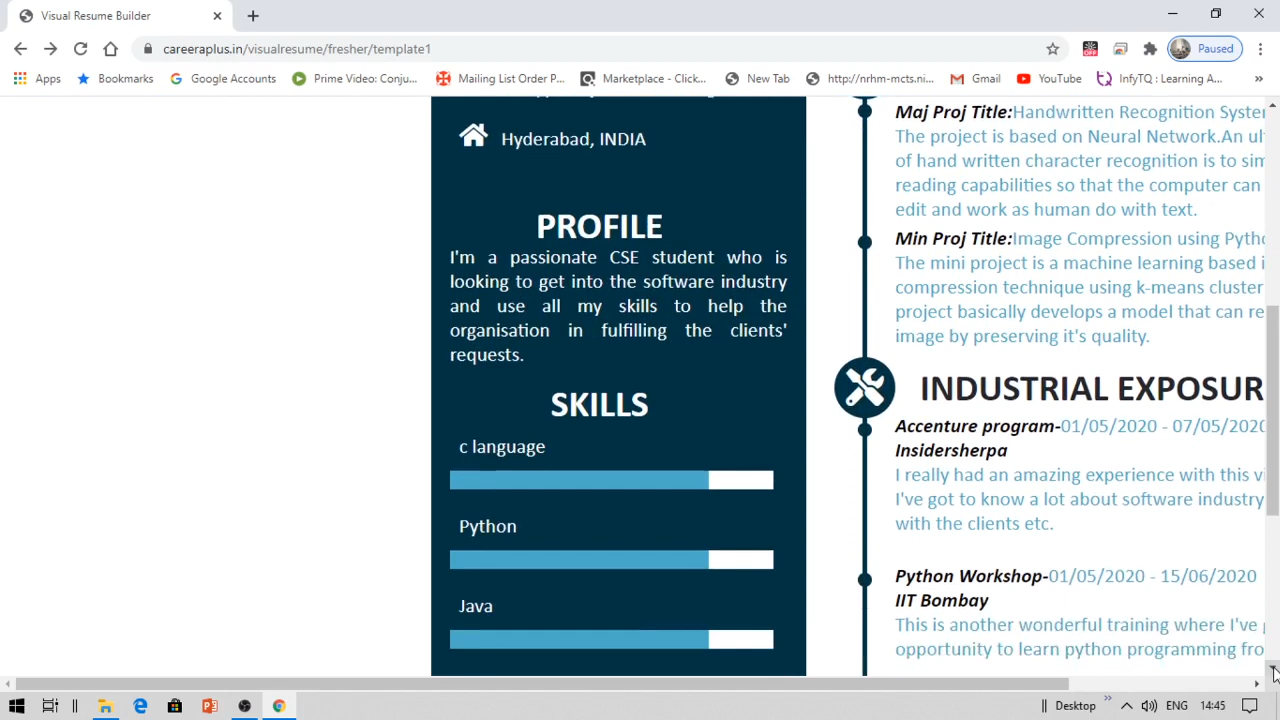 Visual Resume Builder
careeraplus.in/visualresume/fresher/template1
Paused
Apps
Bookmarks
Google Accounts
Prime Video: Conju...
Mailing List Order P...
Marketplace - Click...
New Tab
http://nrhm-mcts.ni...
Gmail
YouTube
InfyTQ : Learning A...
»
Hyderabad, INDIA
PROFILE
I'm a passionate CSE student who is
looking to get into the software industry
and use all my skills to help the
organisation in fulfilling the clients'
requests.
SKILLS
c language
Python
Java
Maj Proj Title:Handwritten Recognition Syste
The project is based on Neural Network.An ul
of hand written character recognition is to sim
reading capabilities so that the computer can
edit and work as human do with text.
Min Proj Title:Image Compression using Pytho
The mini project is a machine learning based i
compression technique using k-means cluster
project basically develops a model that can re
image by preserving it's quality.
INDUSTRIAL EXPOSUR
Accenture program-01/05/2020 - 07/05/2020
Insidersherpa
I really had an amazing experience with this vi
I've got to know a lot about software industry
with the clients etc.
Python Workshop-01/05/2020 - 15/06/2020
IIT Bombay
This is another wonderful training where I've g
opportunity to learn python programming fro
Desktop
»
ENG
14:45